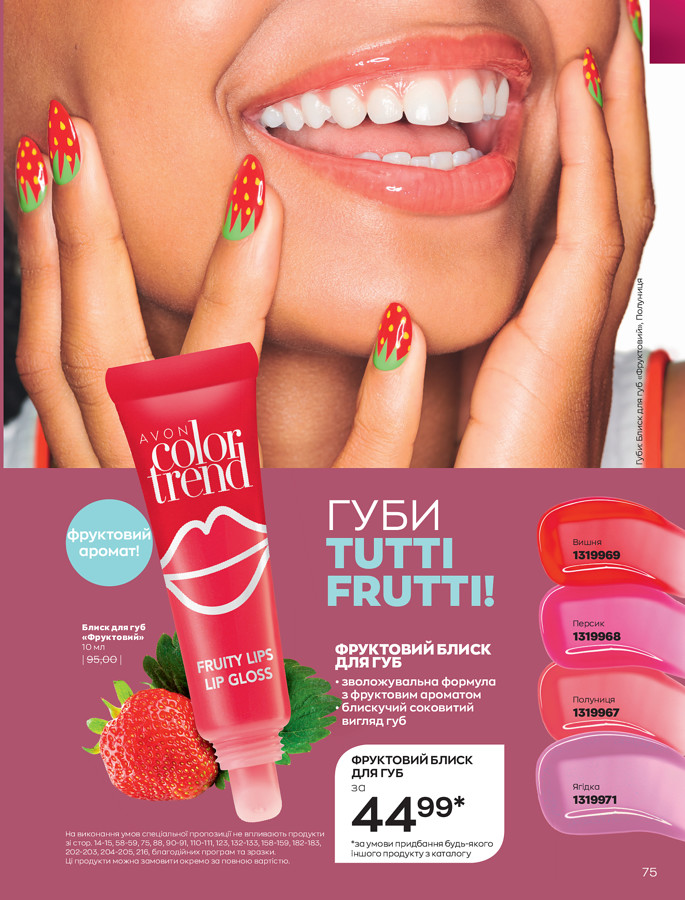 Губи: Блиск для губ «Фруктовий», Полуниця
AVON
color
trend
FRUITY LIPS
LIP GLOSS
фруктовий
аромат!
Блиск для губ
«Фруктовий»
10 мл
| 95,00 |
ГУБИ
TUTTI
FRUTTI!
ФРУКТОВИЙ БЛИСК
ДЛЯ ГУБ
• зволожувальна формула
з фруктовим ароматом
• блискучий соковитий
вигляд губ
ФРУКТОВИЙ БЛИСК
ДЛЯ ГУБ
за
44⁹⁹*
*за умови придбання будь-якого
іншого продукту з каталогу
Вишня
1319969
Персик
1319968
Полуниця
1319967
Ягідка
1319971
На виконання умов спеціальної пропозиції не впливають продукти
зі стор. 14-15, 58-59, 75, 88, 90-91, 110-111, 123, 132-133, 158-159, 182-183,
202-203, 204-205, 216, благодійних програм та зразки.
Ці продукти можна замовити окремо за повною вартістю.
75